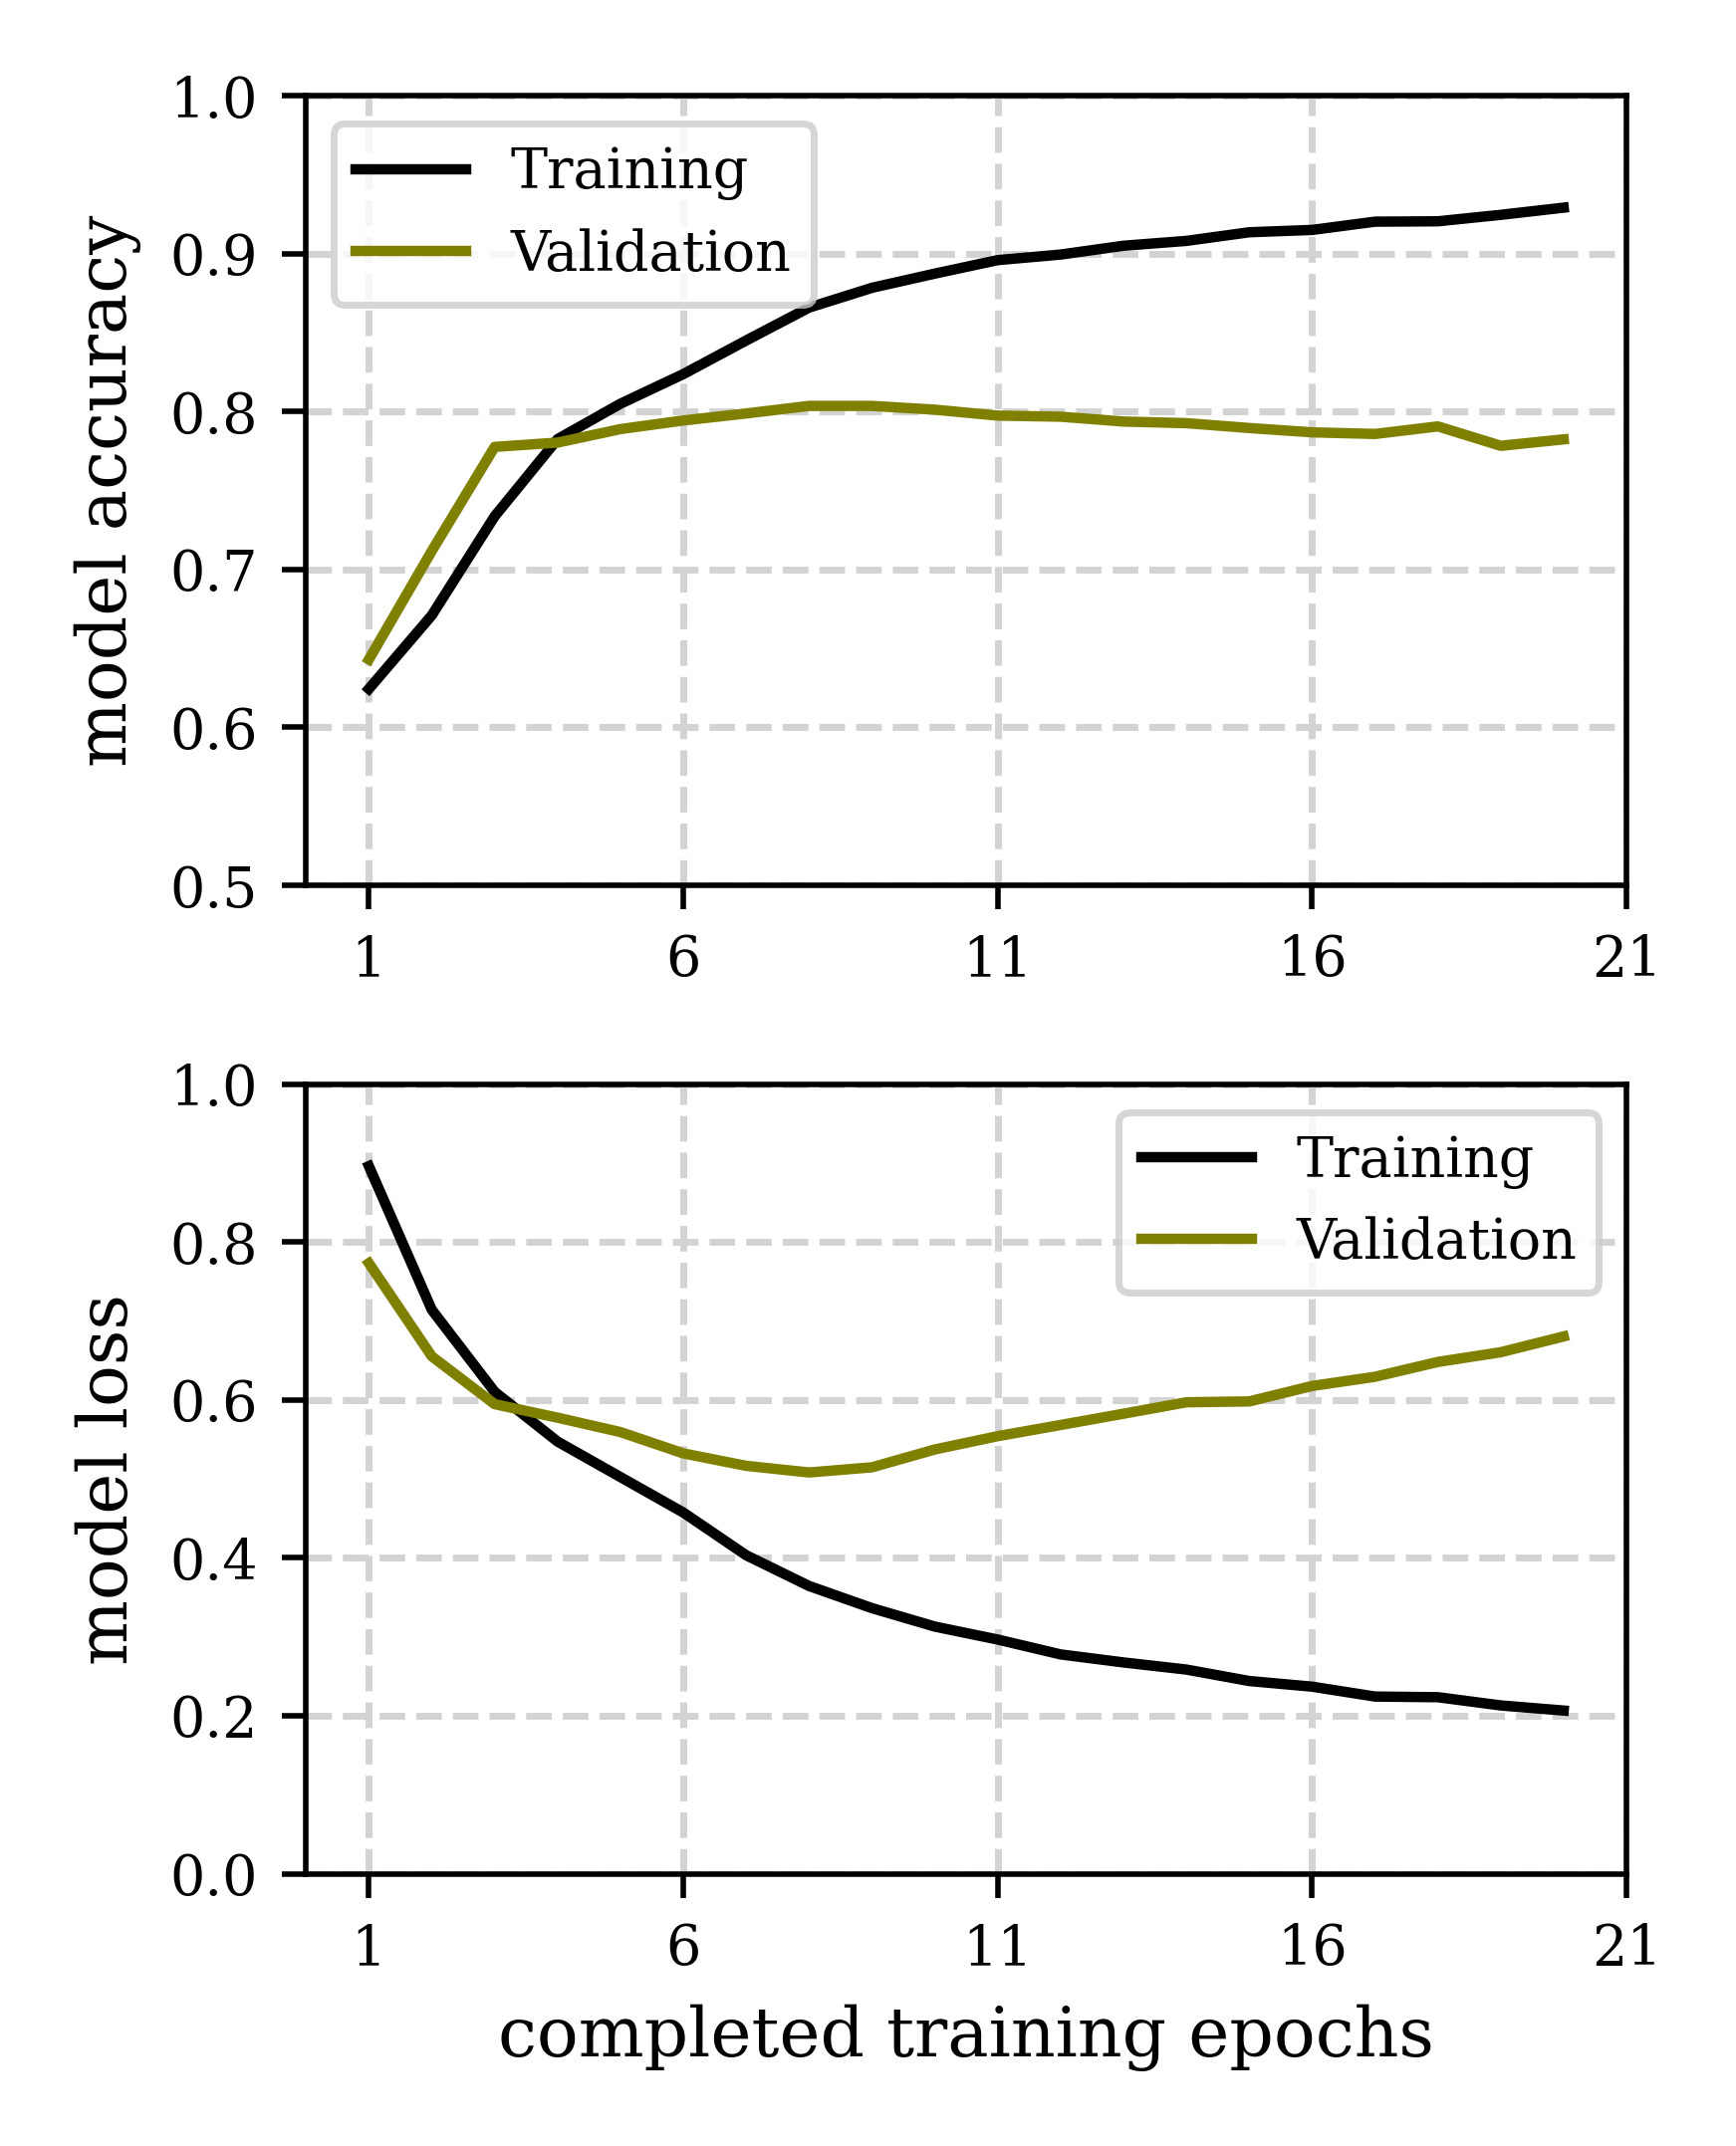 model accuracy
1.0
0.9
0.8
0.7
0.6
0.5
Training
Validation
1 6 11 16 21
model loss
1.0
0.8
0.6
0.4
0.2
0.0
Training
Validation
1 6 11 16 21
completed training epochs